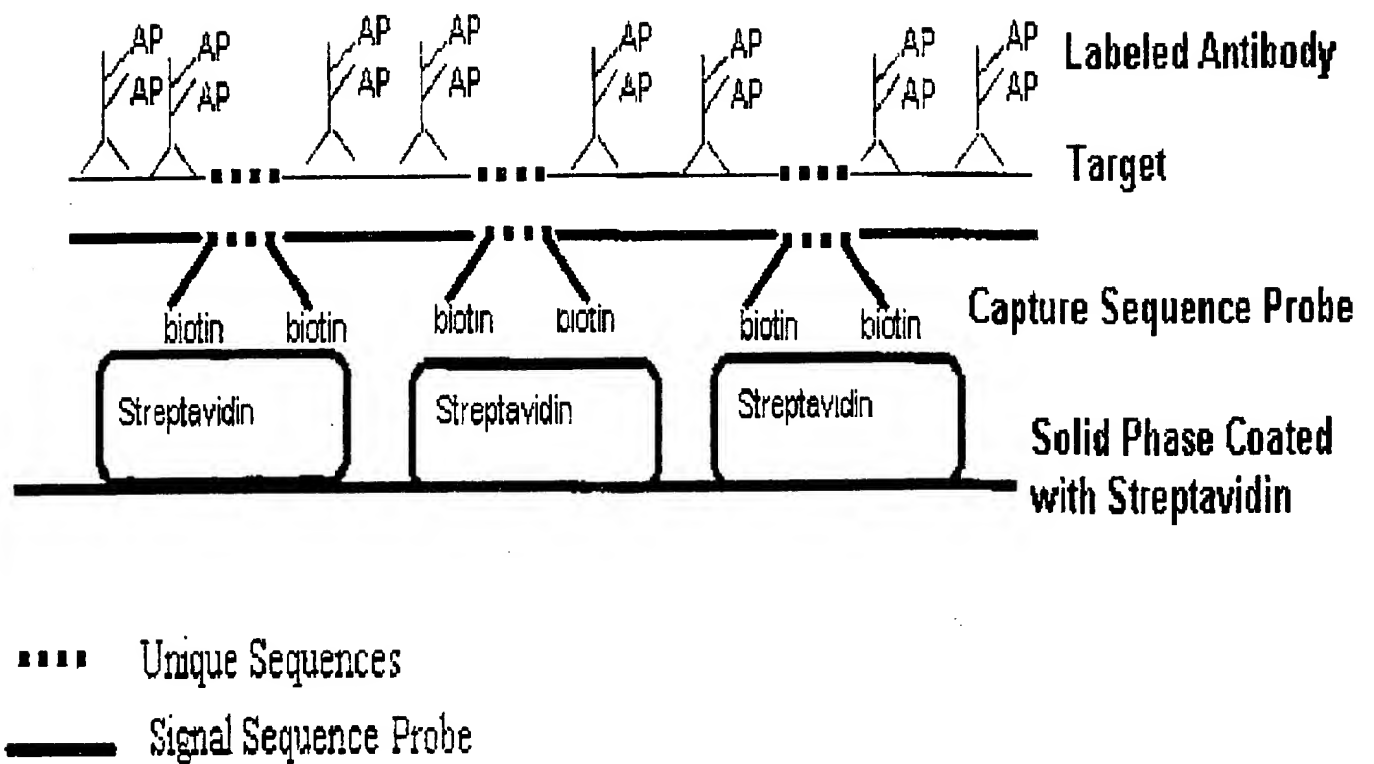 AP AP AP AP AP AP AP AP
AP AP AP AP AP AP AP AP
Labeled Antibody
Target
biotin biotin biotin biotin biotin biotin
Capture Sequence Probe
Streptavidin Streptavidin Streptavidin
Solid Phase Coated
with Streptavidin
Unique Sequences
Signal Sequence Probe